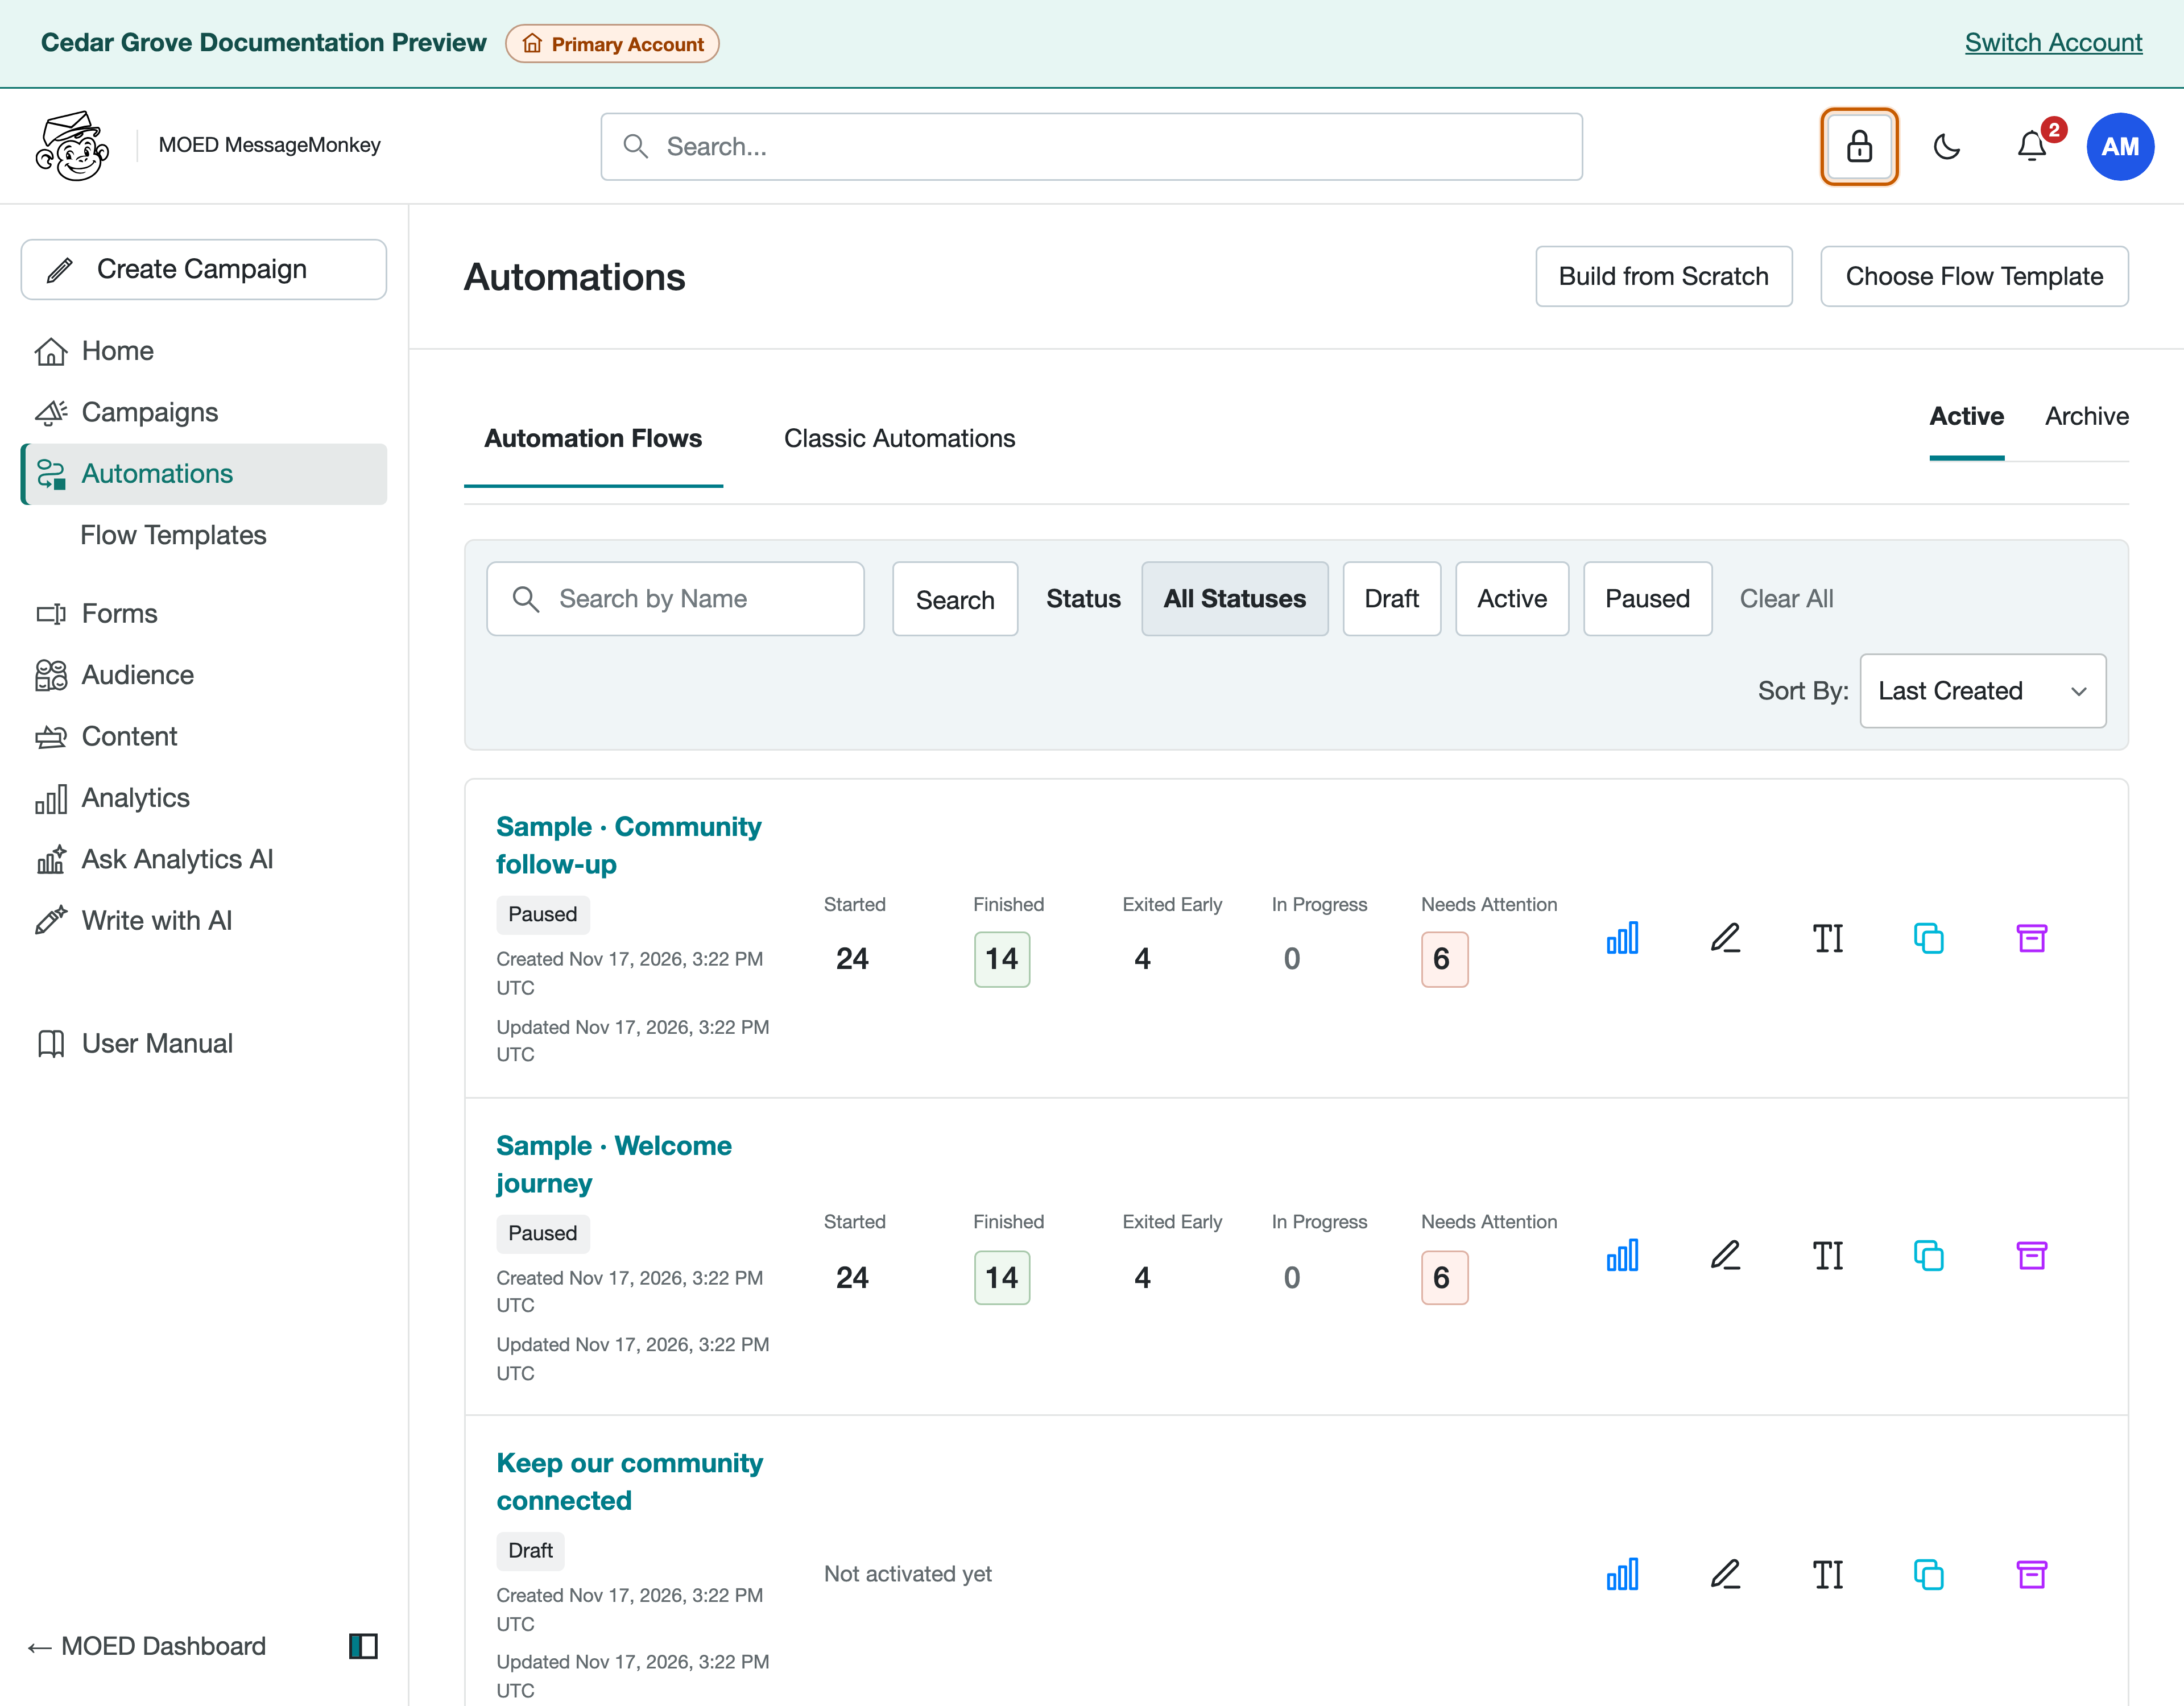 Cedar Grove Documentation Preview
Primary Account
Switch Account
MOED MessageMonkey
Search...
2
AM
Create Campaign
Home
Campaigns
Automations
Flow Templates
Forms
Audience
Content
Analytics
Ask Analytics AI
Write with AI
User Manual
← MOED Dashboard
Automations
Build from Scratch
Choose Flow Template
Automation Flows
Classic Automations
Active
Archive
Search by Name
Search
Status
All Statuses
Draft
Active
Paused
Clear All
Sort By:
Last Created
Sample · Community
follow-up
Paused
Created Nov 17, 2026, 3:22 PM
UTC
Updated Nov 17, 2026, 3:22 PM
UTC
Started
24
Finished
14
Exited Early
4
In Progress
0
Needs Attention
6
Sample · Welcome
journey
Paused
Created Nov 17, 2026, 3:22 PM
UTC
Updated Nov 17, 2026, 3:22 PM
UTC
Started
24
Finished
14
Exited Early
4
In Progress
0
Needs Attention
6
Keep our community
connected
Draft
Created Nov 17, 2026, 3:22 PM
UTC
Updated Nov 17, 2026, 3:22 PM
UTC
Not activated yet